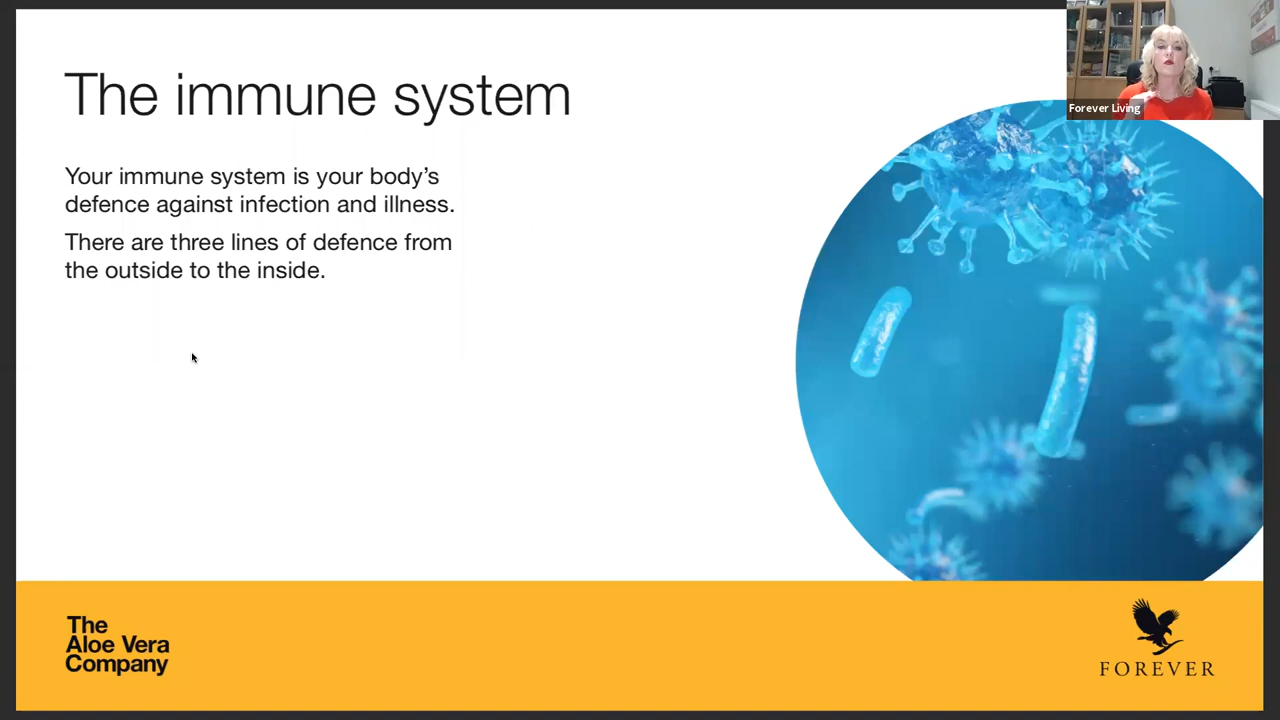 The immune system
Forever Living
Your immune system is your body’s
defence against infection and illness.
There are three lines of defence from
the outside to the inside.
The
Aloe Vera
Company
FOREVER